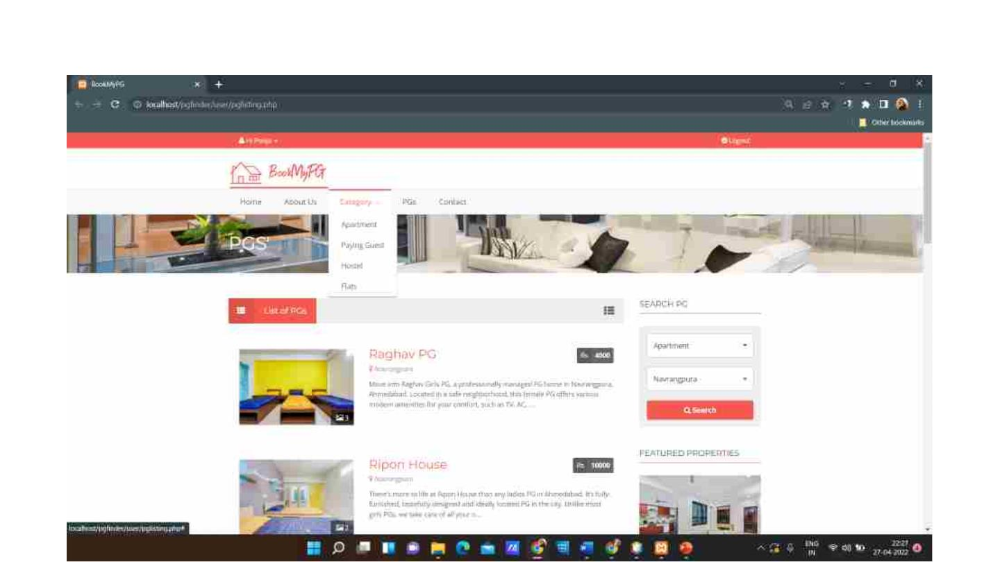 BookMyPG
localhost/pgfinder/user/pglisting.php
Other bookmarks
Hi Pooja
Logout
BookMyPG
Home About Us Category PGs Contact
Apartment
Paying Guest
Hostel
Flats
PGS'
List of PGs
SEARCH PG
Apartment
Navrangpura
Search
Raghav PG
Rs 4000
Navrangpura
Move into Raghav Girls PG, a professionally managed PG home in Navrangpura,
Ahmedabad. Located in a safe neighborhood, this female PG offers various
modern amenities for your comfort, such as TV, AC, ...
3
FEATURED PROPERTIES
Ripon House
Rs 10000
Navrangpura
There's more to life at Ripon House than any ladies PG in Ahmedabad. It's fully-
furnished, tastefully designed and ideally located PG in the city. Unlike most
girls PGs, we take care of all your n...
2
localhost/pgfinder/user/pglisting.php#
ENG
IN
22:27
27-04-2022
4